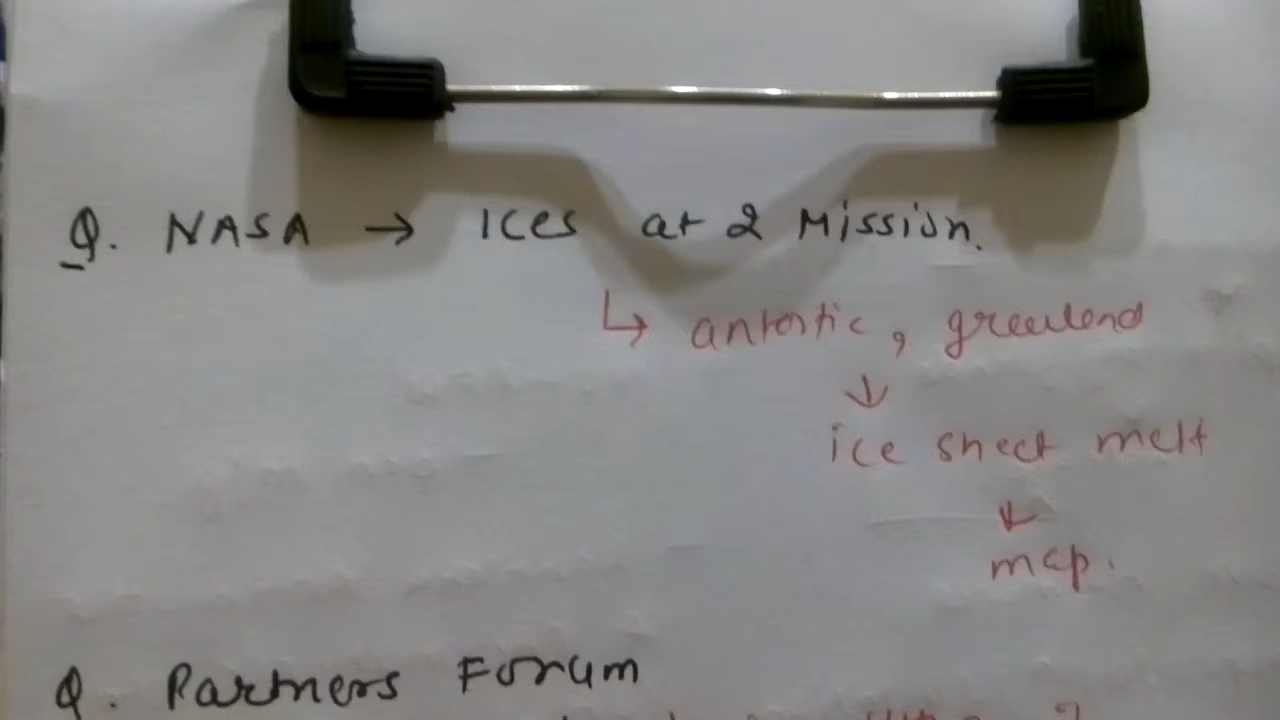 Q. NASA → ICES at 2 Mission.
↳ antartic, greenland
↓
ice sheet melt
↓
map.
Q. Partners Forum